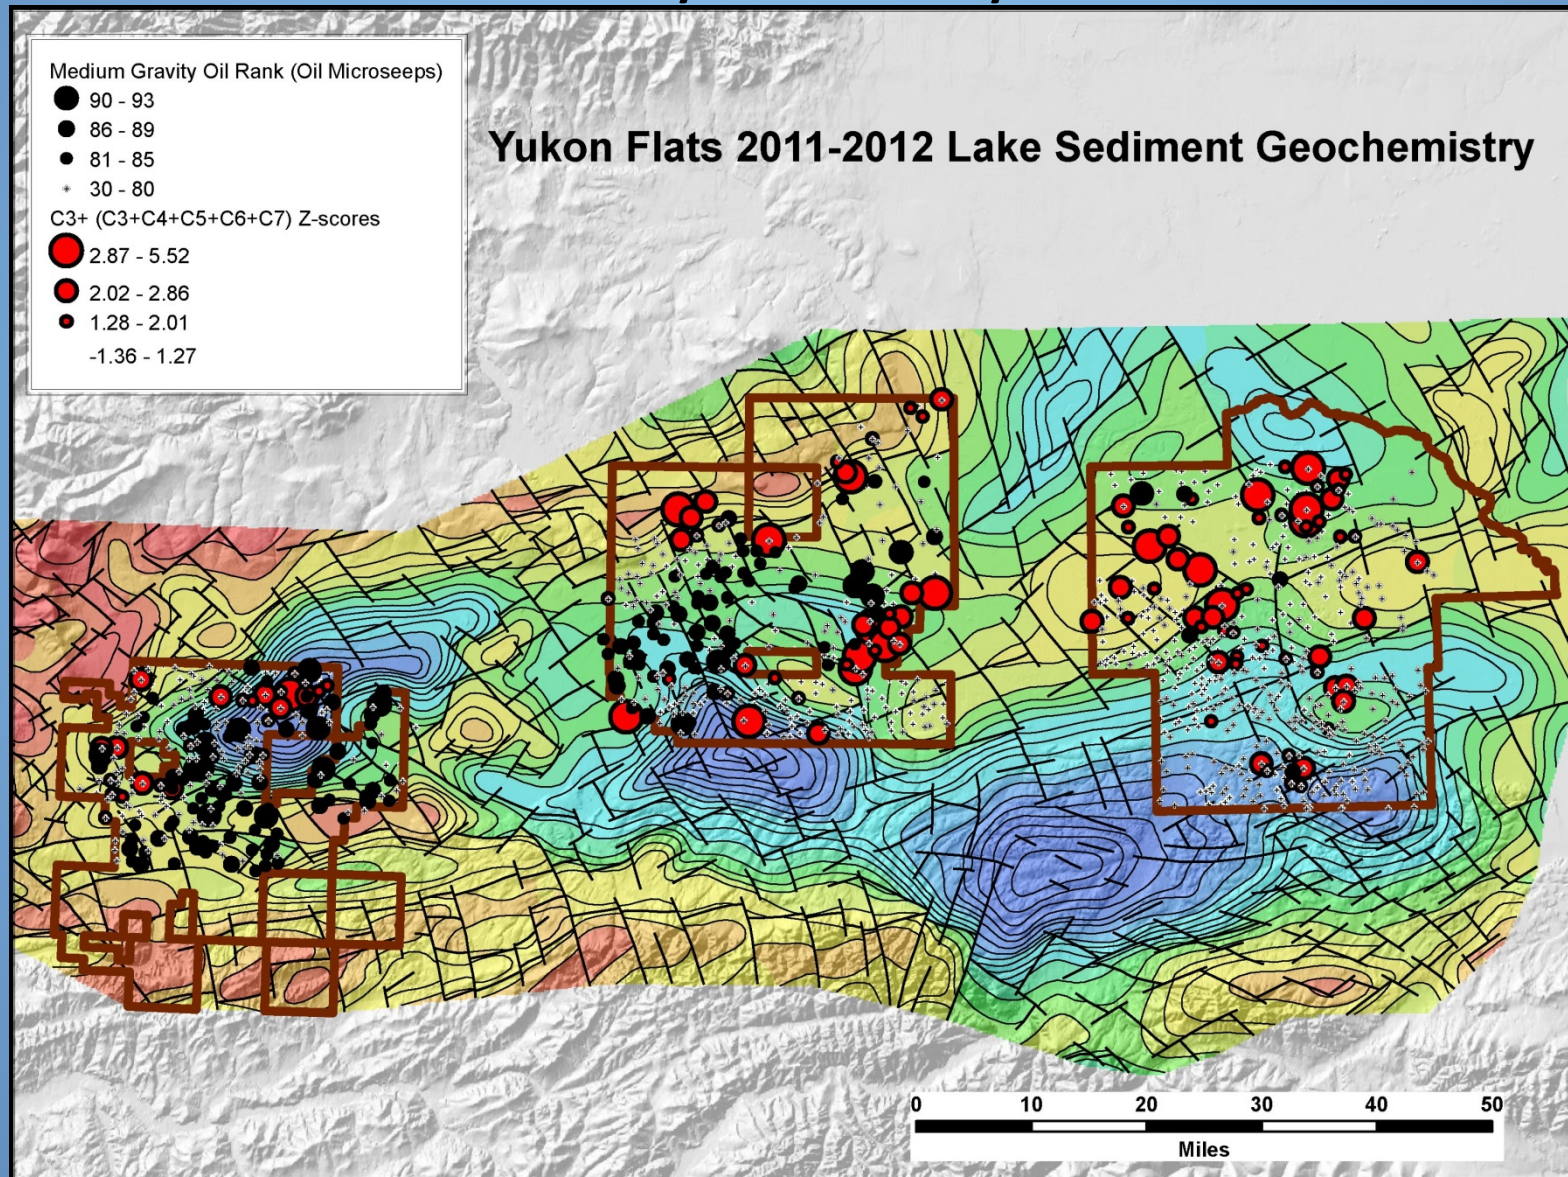 Medium Gravity Oil Rank (Oil Microseeps)
90 - 93
86 - 89
81 - 85
30 - 80
C3+ (C3+C4+C5+C6+C7) Z-scores
2.87 - 5.52
2.02 - 2.86
1.28 - 2.01
-1.36 - 1.27
Yukon Flats 2011-2012 Lake Sediment Geochemistry
0 10 20 30 40 50
Miles